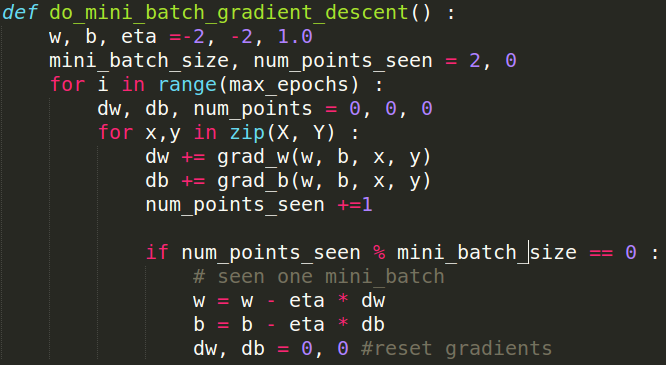 def do_mini_batch_gradient_descent() :
    w, b, eta =-2, -2, 1.0
    mini_batch_size, num_points_seen = 2, 0
    for i in range(max_epochs) :
        dw, db, num_points = 0, 0, 0
        for x,y in zip(X, Y) :
            dw += grad_w(w, b, x, y)
            db += grad_b(w, b, x, y)
            num_points_seen +=1

            if num_points_seen % mini_batch_size == 0 :
                # seen one mini_batch
                w = w - eta * dw
                b = b - eta * db
                dw, db = 0, 0 #reset gradients